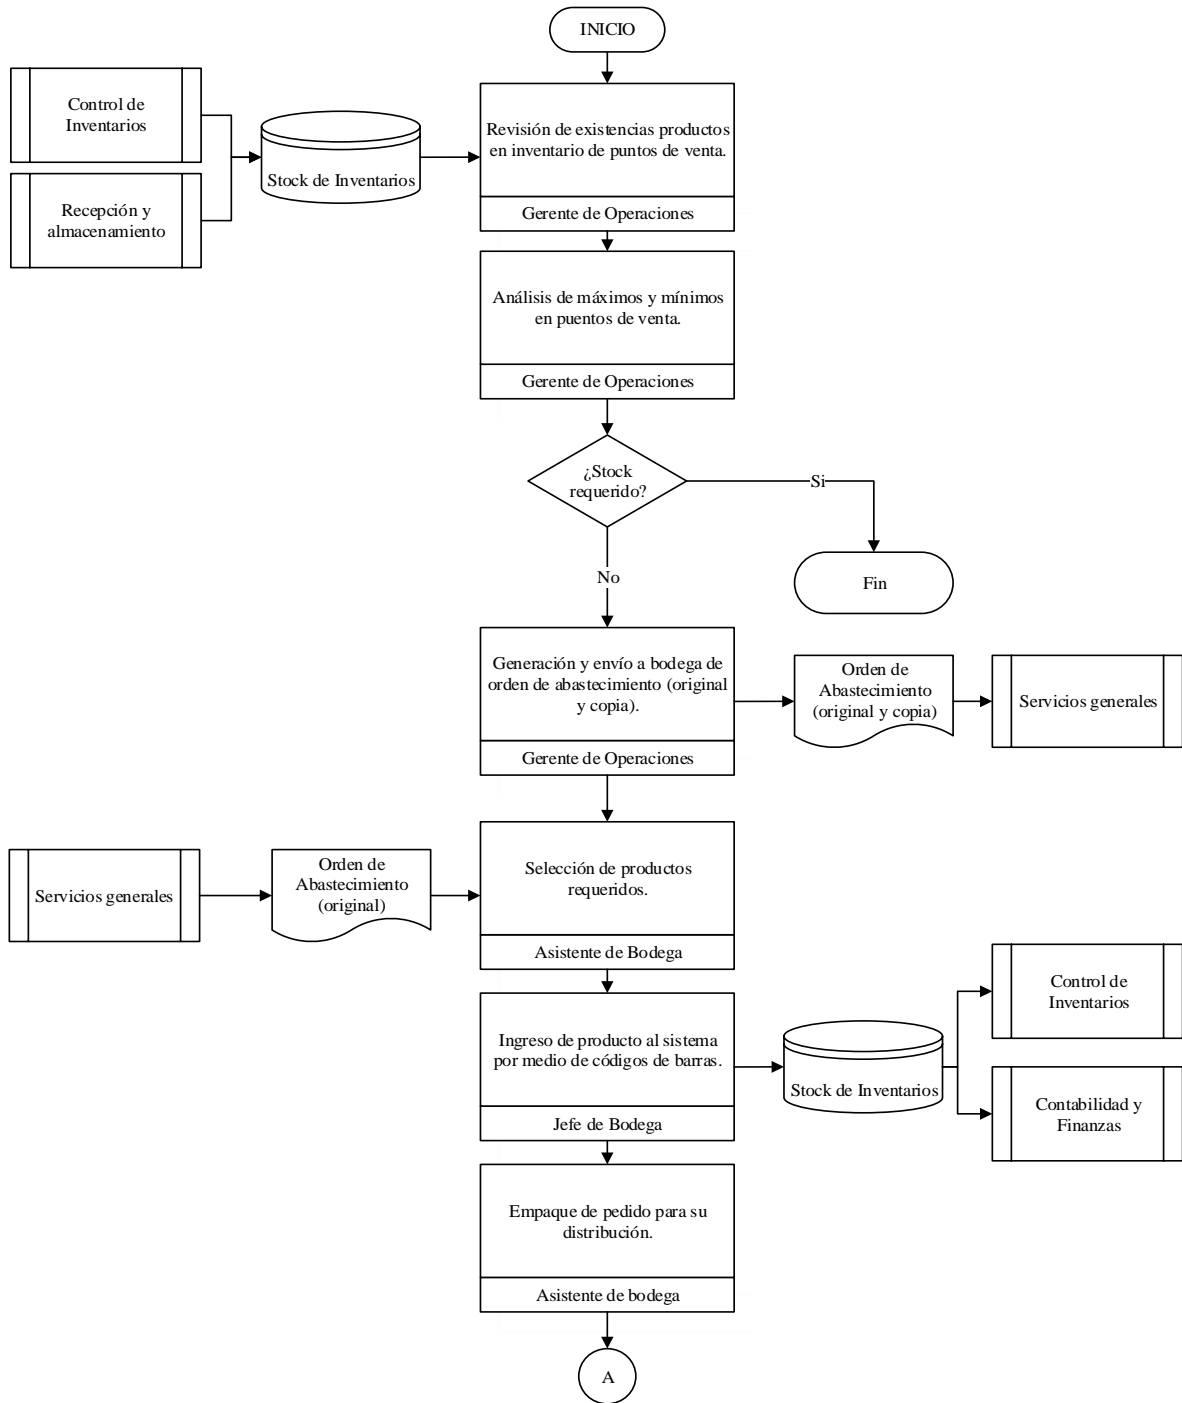 INICIO
Control de
Inventarios
Recepción y
almacenamiento
Stock de Inventarios
Revisión de existencias productos
en inventario de puntos de venta.
Gerente de Operaciones
Análisis de máximos y mínimos
en puentos de venta.
Gerente de Operaciones
¿Stock
requerido?
Si
Fin
No
Generación y envío a bodega de
orden de abastecimiento (original
y copia).
Gerente de Operaciones
Orden de
Abastecimiento
(original y copia)
Servicios generales
Servicios generales
Orden de
Abastecimiento
(original)
Selección de productos
requeridos.
Asistente de Bodega
Ingreso de producto al sistema
por medio de códigos de barras.
Jefe de Bodega
Stock de Inventarios
Control de
Inventarios
Contabilidad y
Finanzas
Empaque de pedido para su
distribución.
Asistente de bodega
A